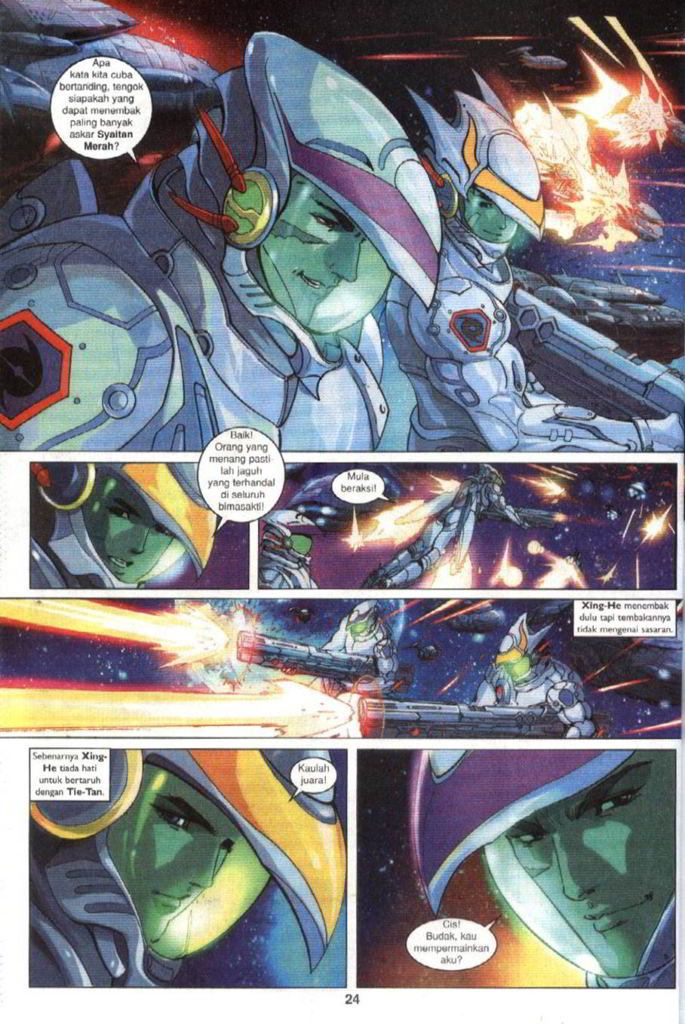 Apa
kata kita cuba
bertanding, tengok
siapakah yang
dapat menembak
paling banyak
askar Syaitan
Merah?
Baik!
Orang yang
menang pasti-
lah jaguh
yang terhandal
di seluruh
bimasakti!
Mula
beraksi!
Xing-He menembak
dulu tapi tembakannya
tidak mengenai sasaran.
Sebenarnya Xing-
He tiada hati
untuk bertaruh
dengan Tie-Tan.
Kaulah
juara!
Cis!
Budak, kau
mempermainkan
aku?
24